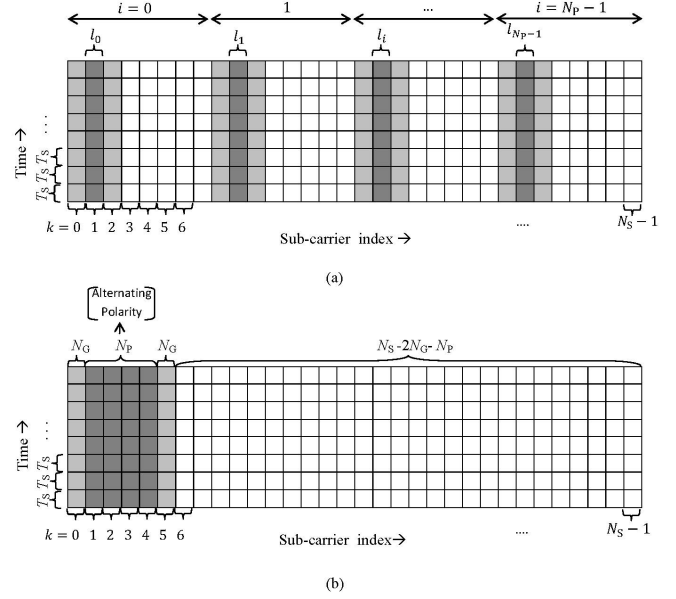 i = 0 1 ... i = N_P − 1
l_0 l_1 l_i l_{N_P−1}
Time →
T_S T_S T_S ...
k = 0 1 2 3 4 5 6 .... N_S − 1
Sub-carrier index →
(a)
Alternating
Polarity
N_G N_P N_G N_S -2N_G- N_P
Time →
T_S T_S T_S ...
k = 0 1 2 3 4 5 6 .... N_S − 1
Sub-carrier index→
(b)